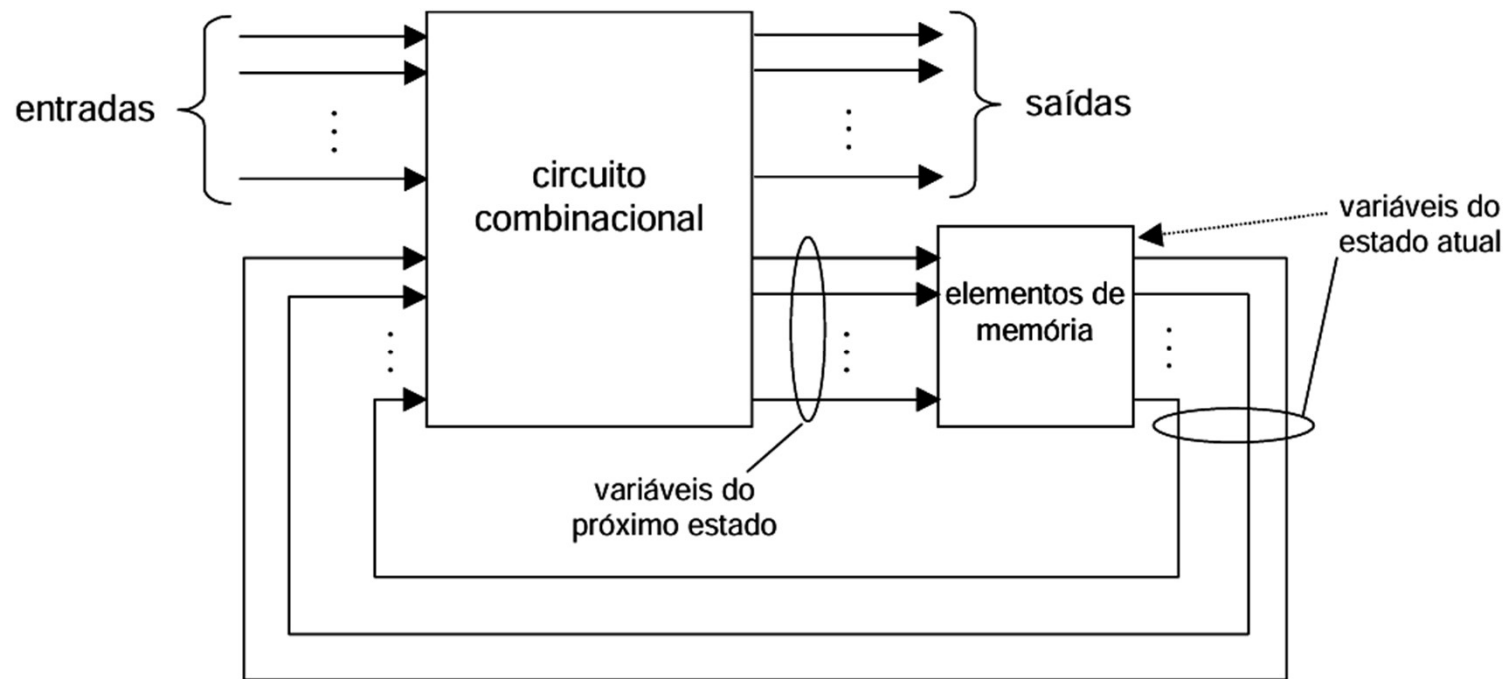 entradas
circuito
combinacional
saídas
variáveis do
estado atual
elementos de
memória
variáveis do
próximo estado